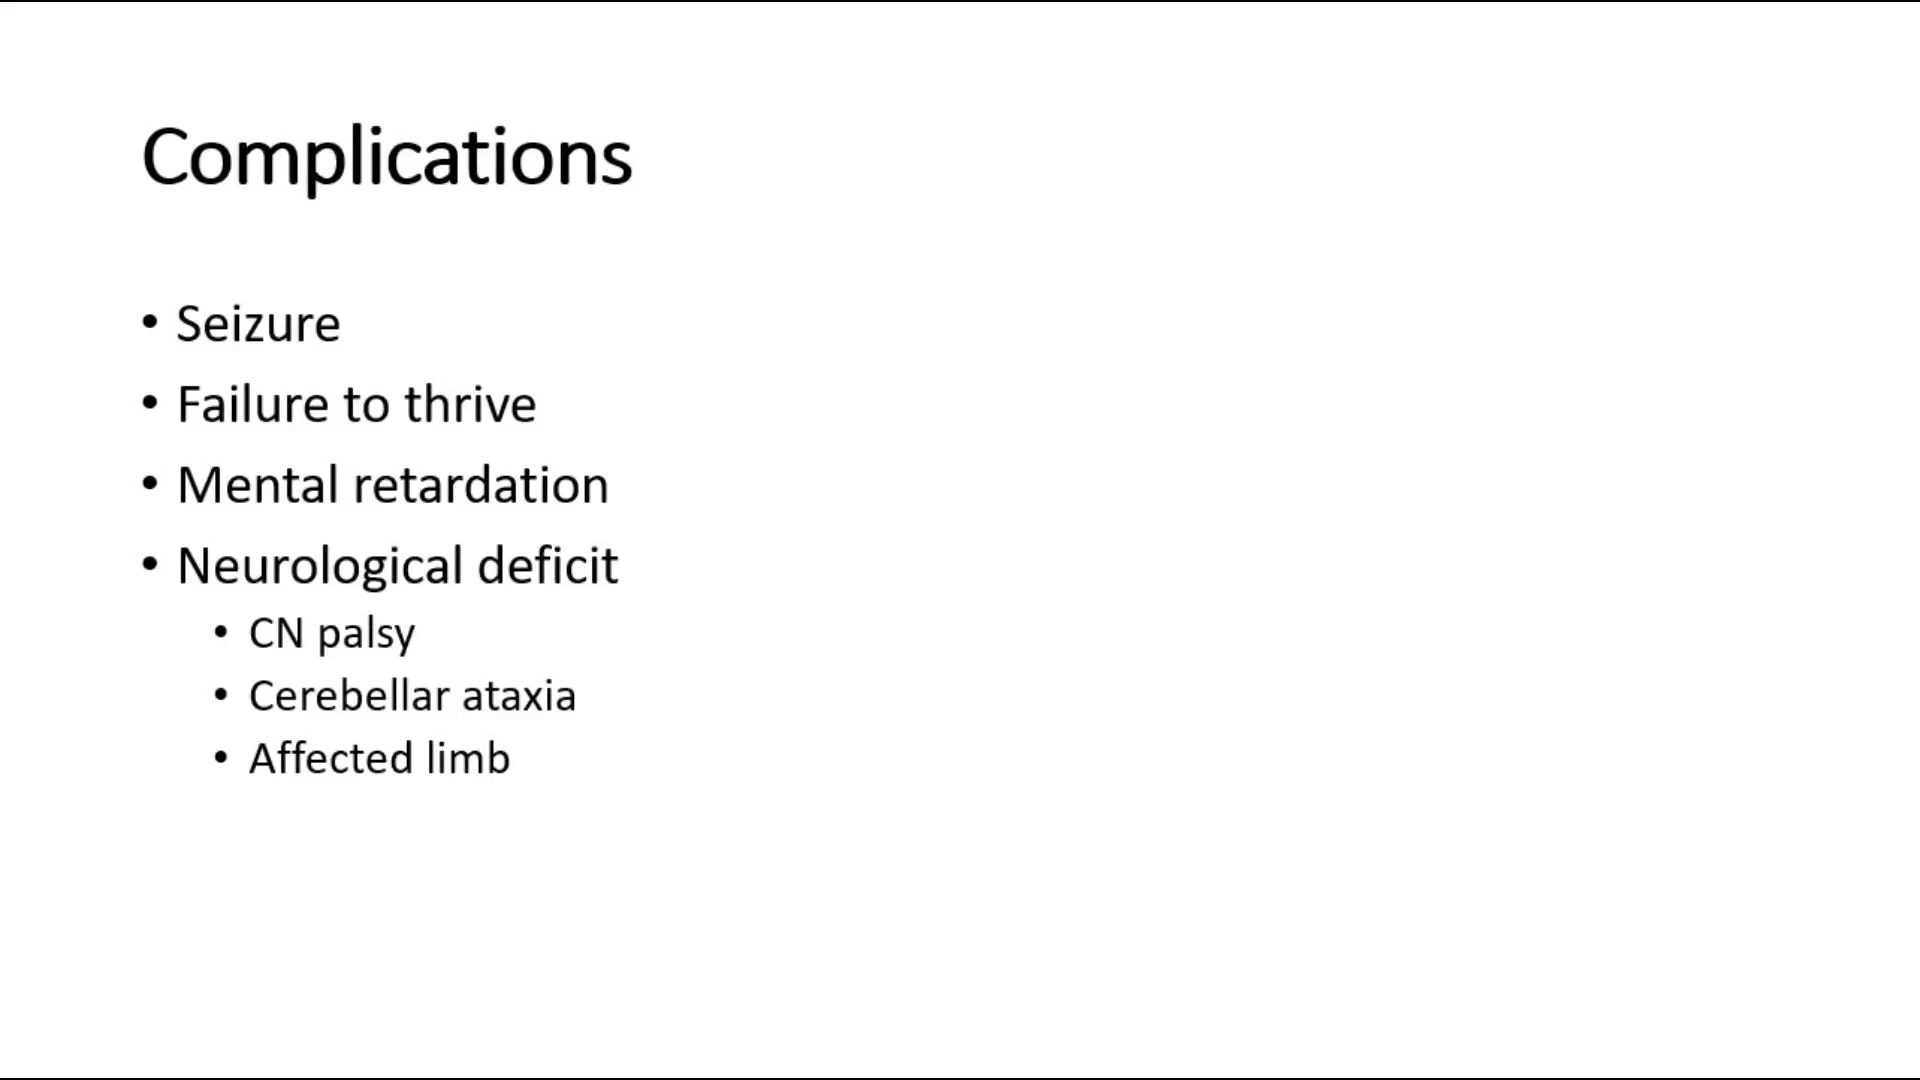 Complications
• Seizure
• Failure to thrive
• Mental retardation
• Neurological deficit
• CN palsy
• Cerebellar ataxia
• Affected limb